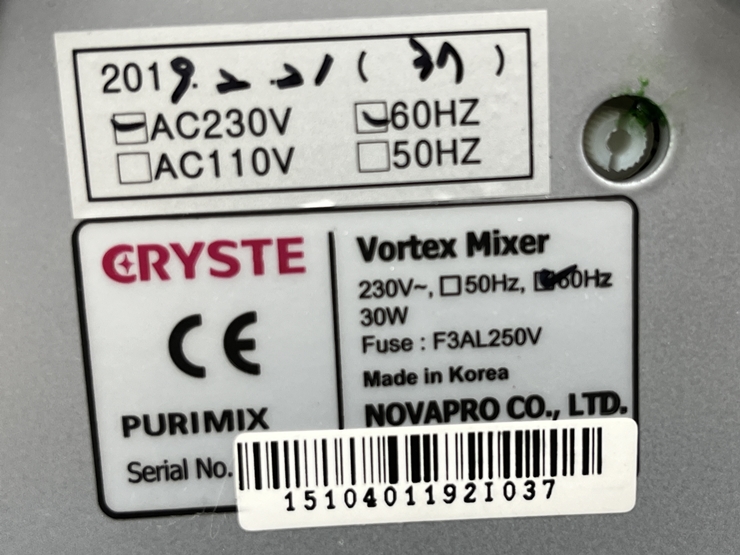 2019. 2. 21 ( 37 )
AC230V 60HZ
AC110V 50HZ
CRYSTE
CE
PURIMIX
Serial No.
Vortex Mixer
230V~, 50Hz, 60Hz
30W
Fuse : F3AL250V
Made in Korea
NOVAPRO CO., LTD.
1510401192I037